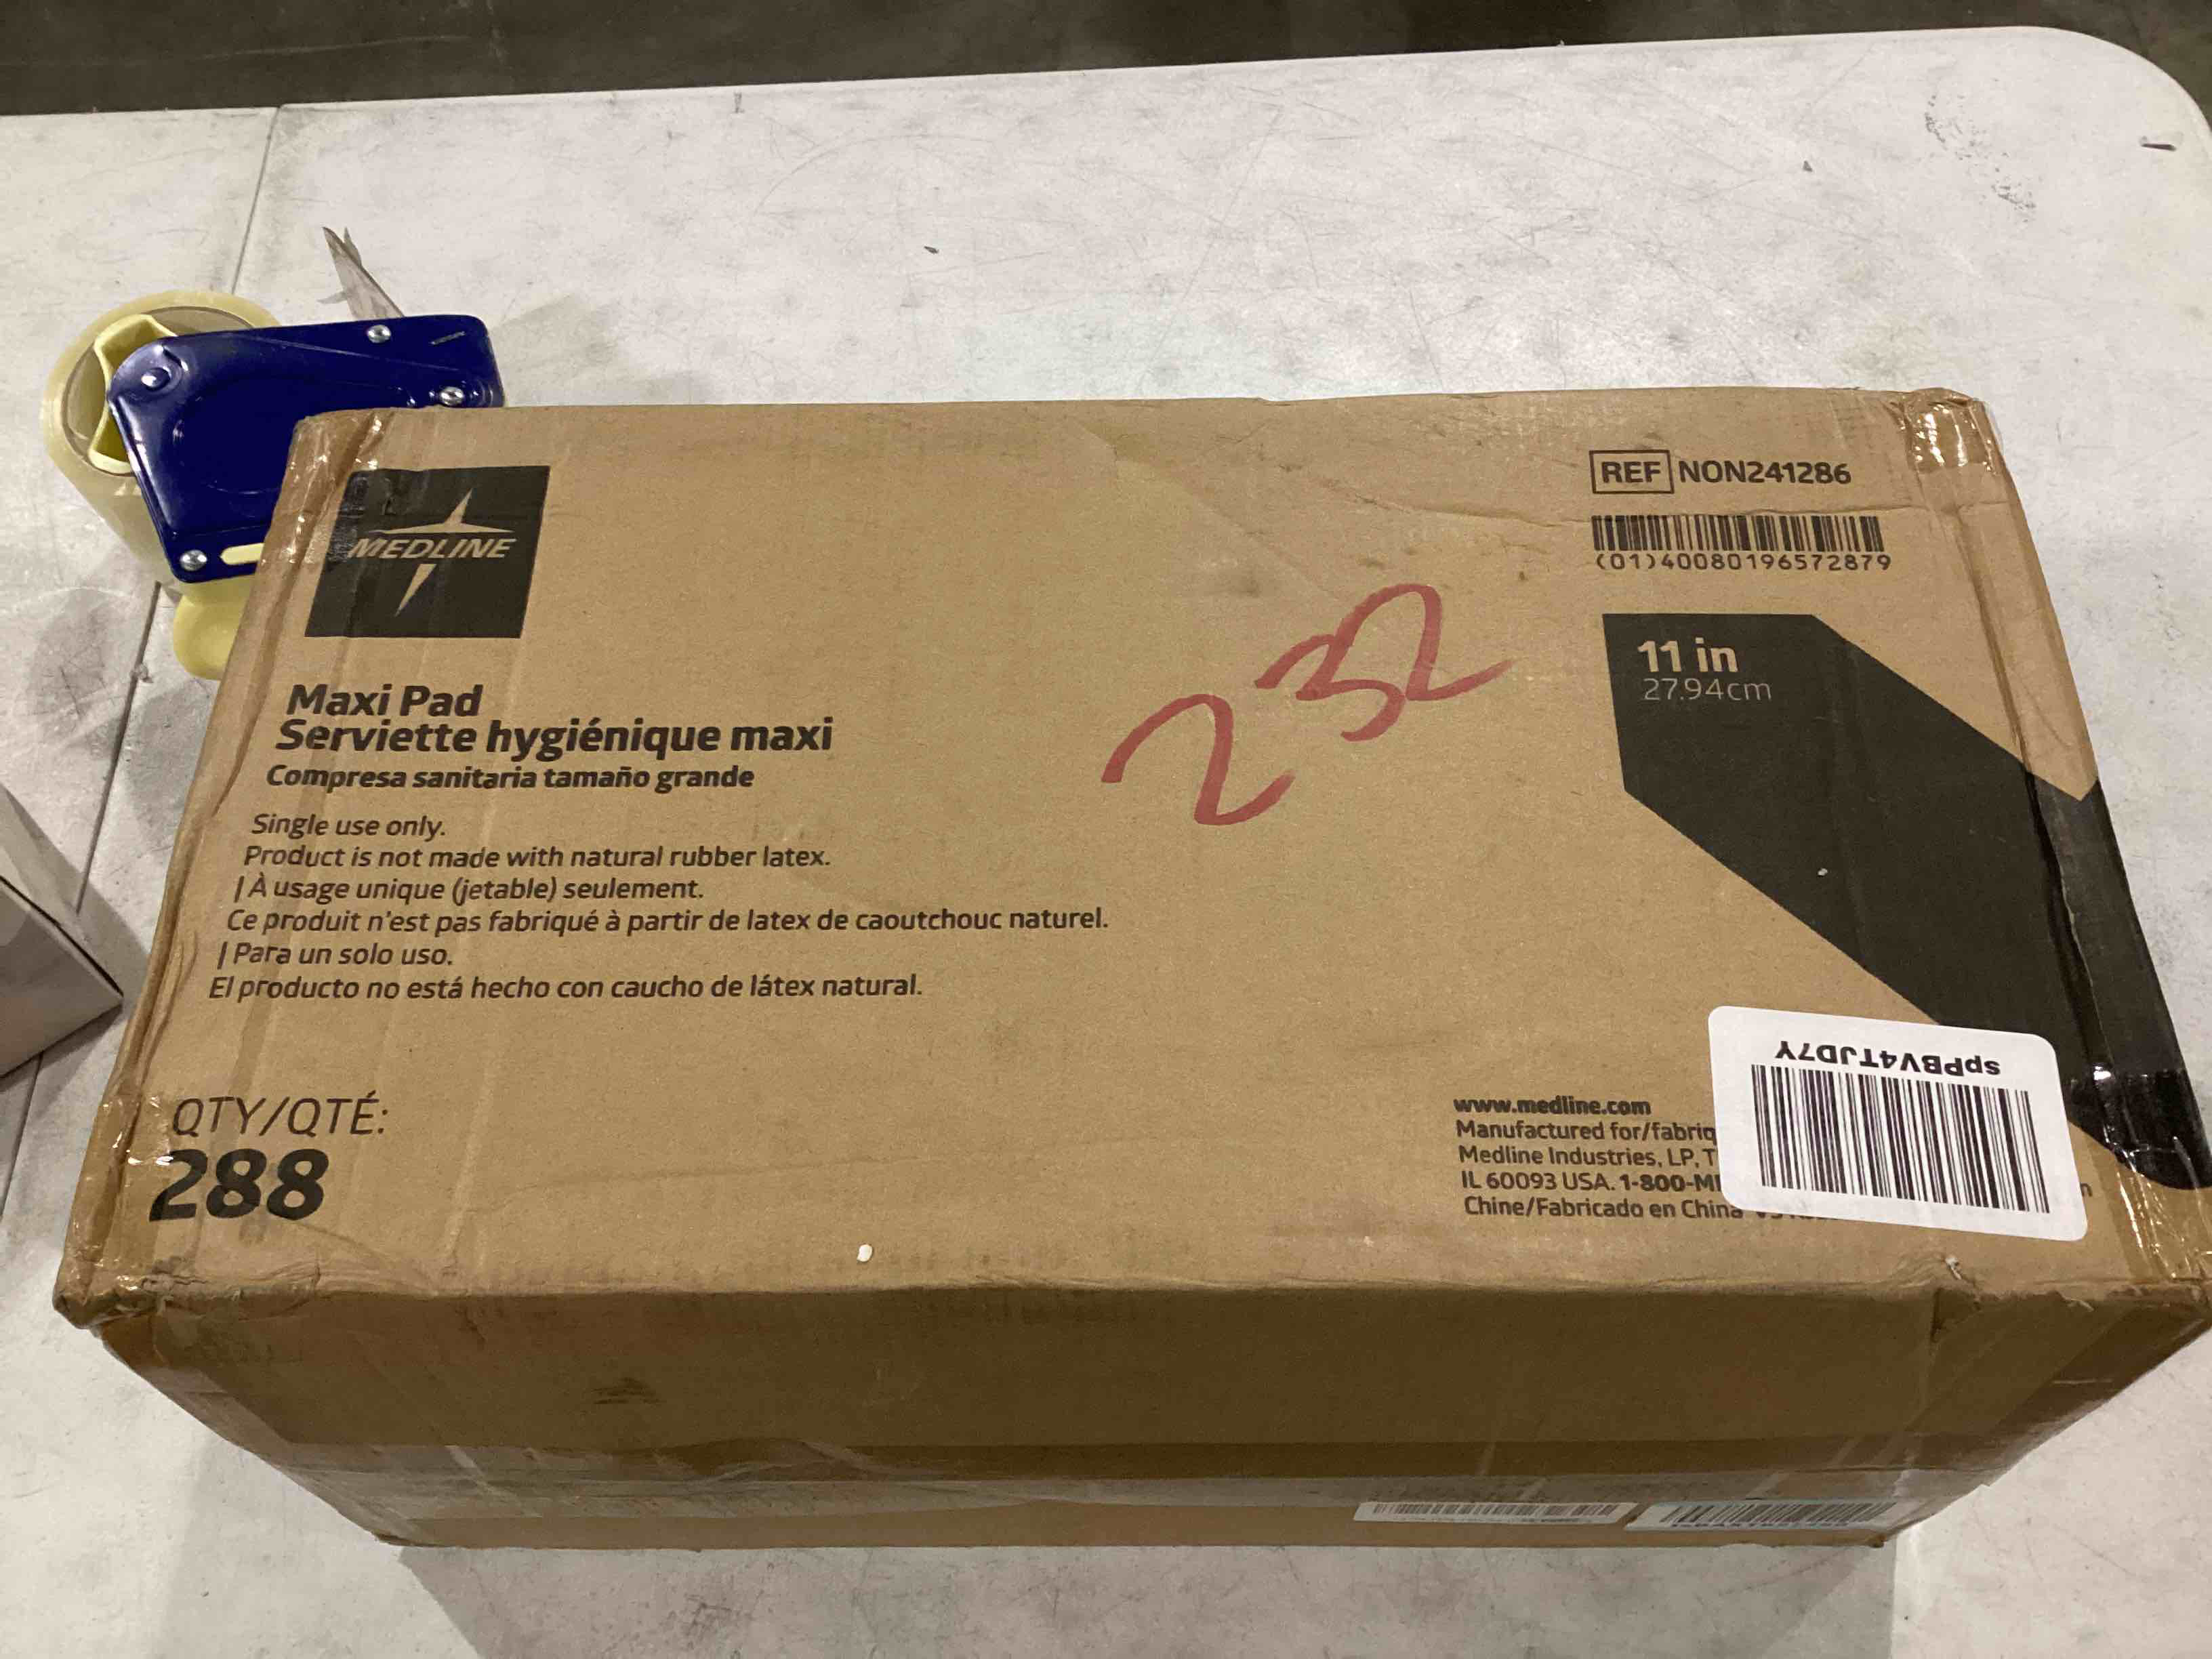 MEDLINE
REF NON241286
(01)40080196572879
11 in
27.94cm
232
Maxi Pad
Serviette hygiénique maxi
Compresa sanitaria tamaño grande
Single use only.
Product is not made with natural rubber latex.
| À usage unique (jetable) seulement.
Ce produit n'est pas fabriqué à partir de latex de caoutchouc naturel.
| Para un solo uso.
El producto no está hecho con caucho de látex natural.
QTY/QTÉ:
288
www.medline.com
Manufactured for/fabriq
Medline Industries, LP,
IL 60093 USA. 1-800-
Chine/Fabricado en China
spPBV4TJD7Y